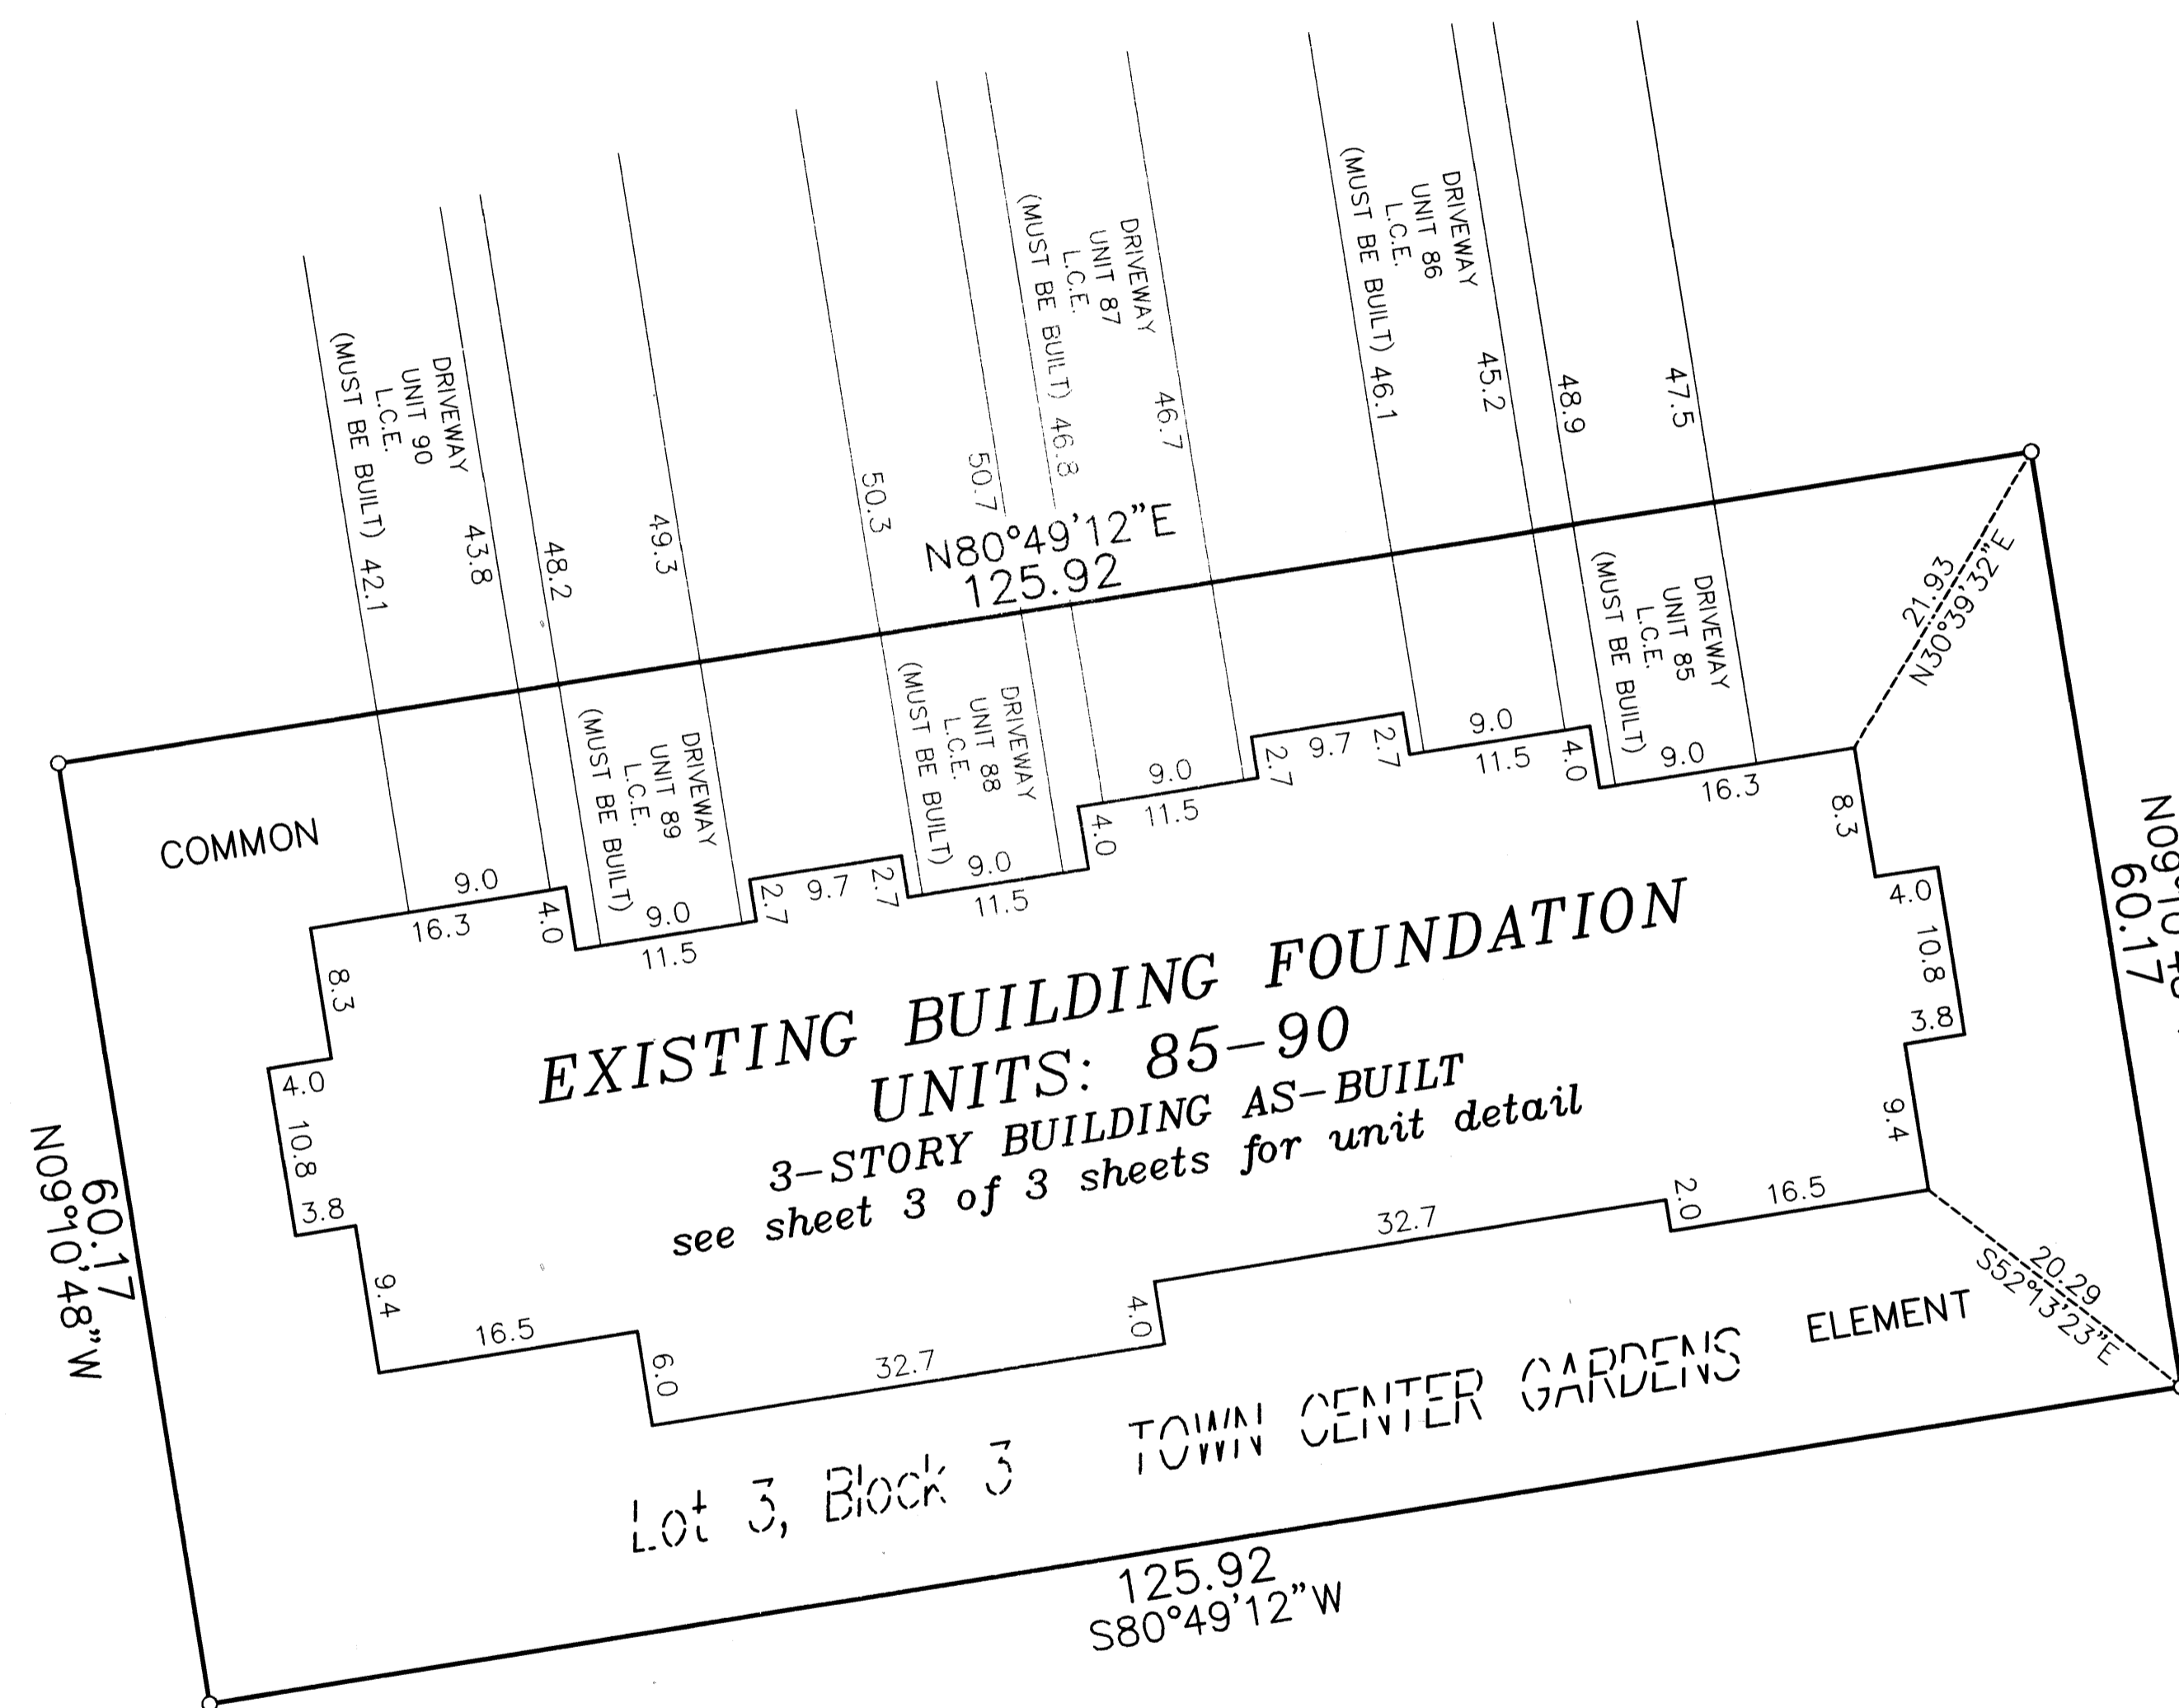 DRIVEWAY
UNIT 90
L.C.E.
(MUST BE BUILT) 42.1
43.8
48.2
49.3
50.3
50.7
DRIVEWAY
UNIT 87
L.C.E.
(MUST BE BUILT) 46.8
46.7
DRIVEWAY
UNIT 86
L.C.E.
(MUST BE BUILT) 46.1
45.2
48.9
47.5
N80°49'12"E
125.92
21.93
N30°39'32"E
DRIVEWAY
UNIT 89
L.C.E.
(MUST BE BUILT)
DRIVEWAY
UNIT 88
L.C.E.
(MUST BE BUILT)
DRIVEWAY
UNIT 85
L.C.E.
(MUST BE BUILT)
COMMON
9.0
16.3
4.0
9.0
11.5
2.7
9.7
2.7
9.0
11.5
4.0
9.0
11.5
2.7
9.7
2.7
9.0
11.5
4.0
9.0
16.3
8.3
4.0
10.8
3.8
9.4
8.3
4.0
10.8
3.8
9.4
60.17
EXISTING BUILDING FOUNDATION
UNITS: 85-90
3-STORY BUILDING AS-BUILT
see sheet 3 of 3 sheets for unit detail
60.17
N09°10'48"W
16.5
6.0
32.7
4.0
32.7
2.0
16.5
20.29
S52°13'23"E
ELEMENT
Lot 3, Block 3 TOWN CENTER GARDENS
125.92
S80°49'12"W